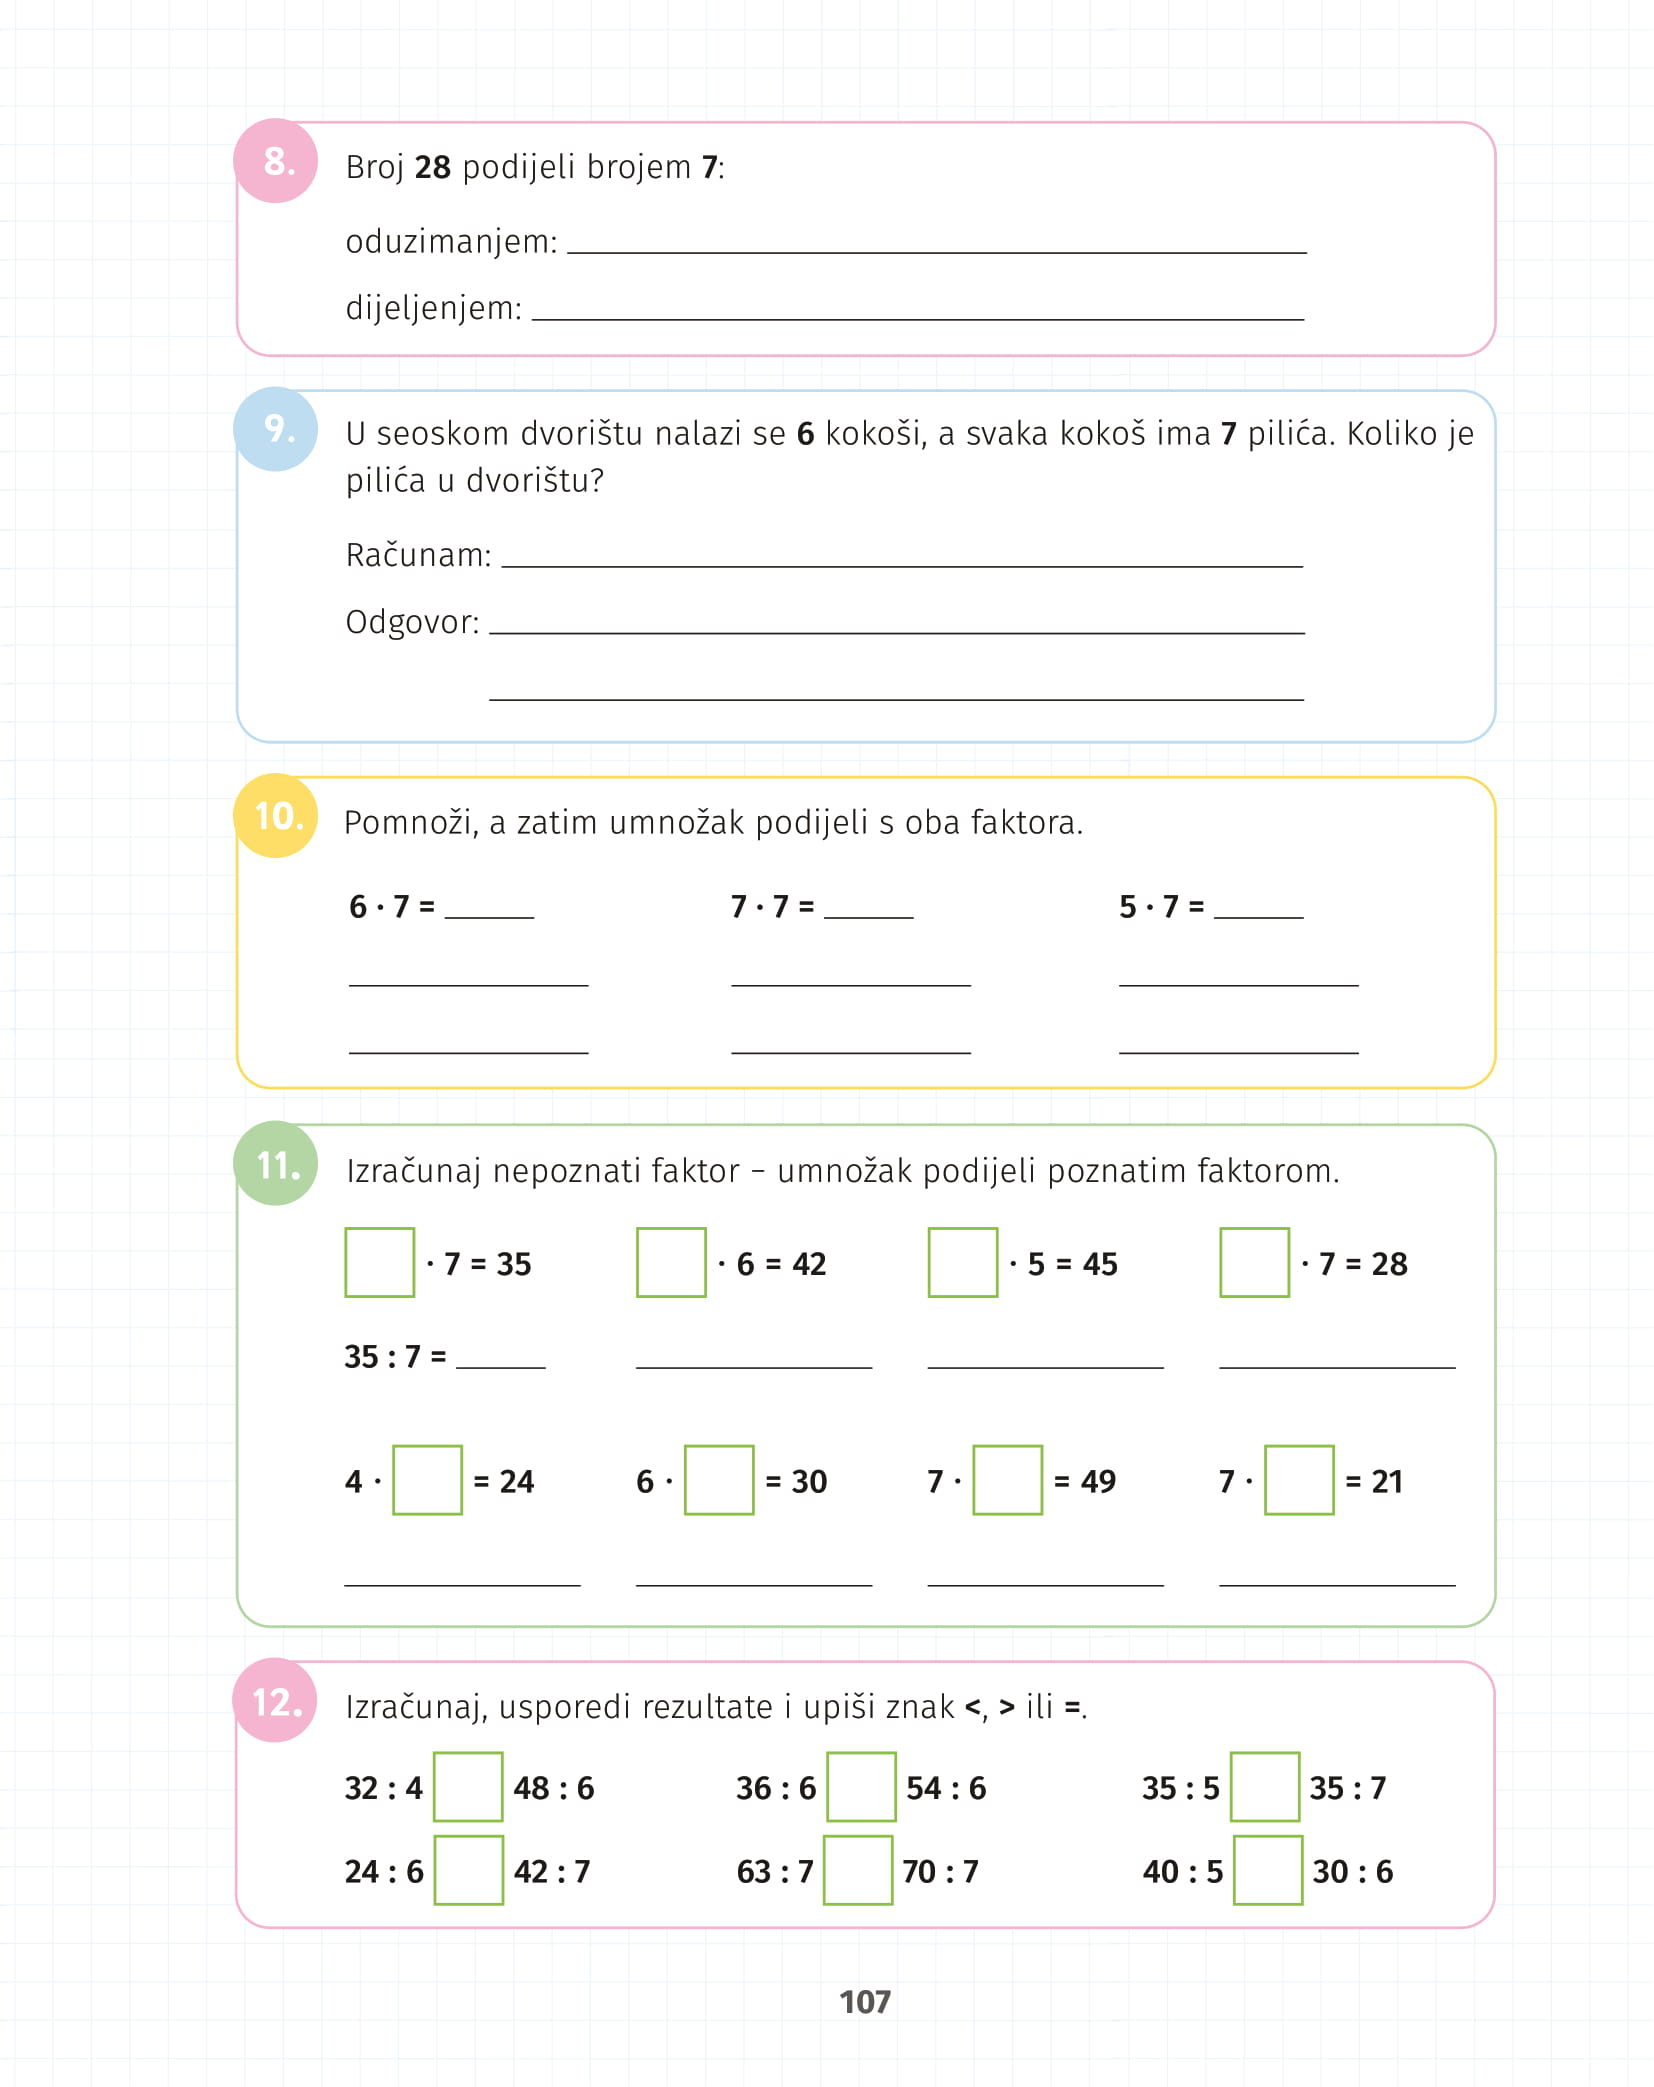 8.
Broj 28 podijeli brojem 7:
oduzimanjem:
dijeljenjem:
9.
U seoskom dvorištu nalazi se 6 kokoši, a svaka kokoš ima 7 pilića. Koliko je
pilića u dvorištu?
Računam:
Odgovor:
10.
Pomnoži, a zatim umnožak podijeli s oba faktora.
6 · 7 = 7 · 7 = 5 · 7 =
11.
Izračunaj nepoznati faktor – umnožak podijeli poznatim faktorom.
· 7 = 35 · 6 = 42 · 5 = 45 · 7 = 28
35 : 7 =
4 · = 24 6 · = 30 7 · = 49 7 · = 21
12.
Izračunaj, usporedi rezultate i upiši znak <, > ili =.
32 : 4 48 : 6 36 : 6 54 : 6 35 : 5 35 : 7
24 : 6 42 : 7 63 : 7 70 : 7 40 : 5 30 : 6
107